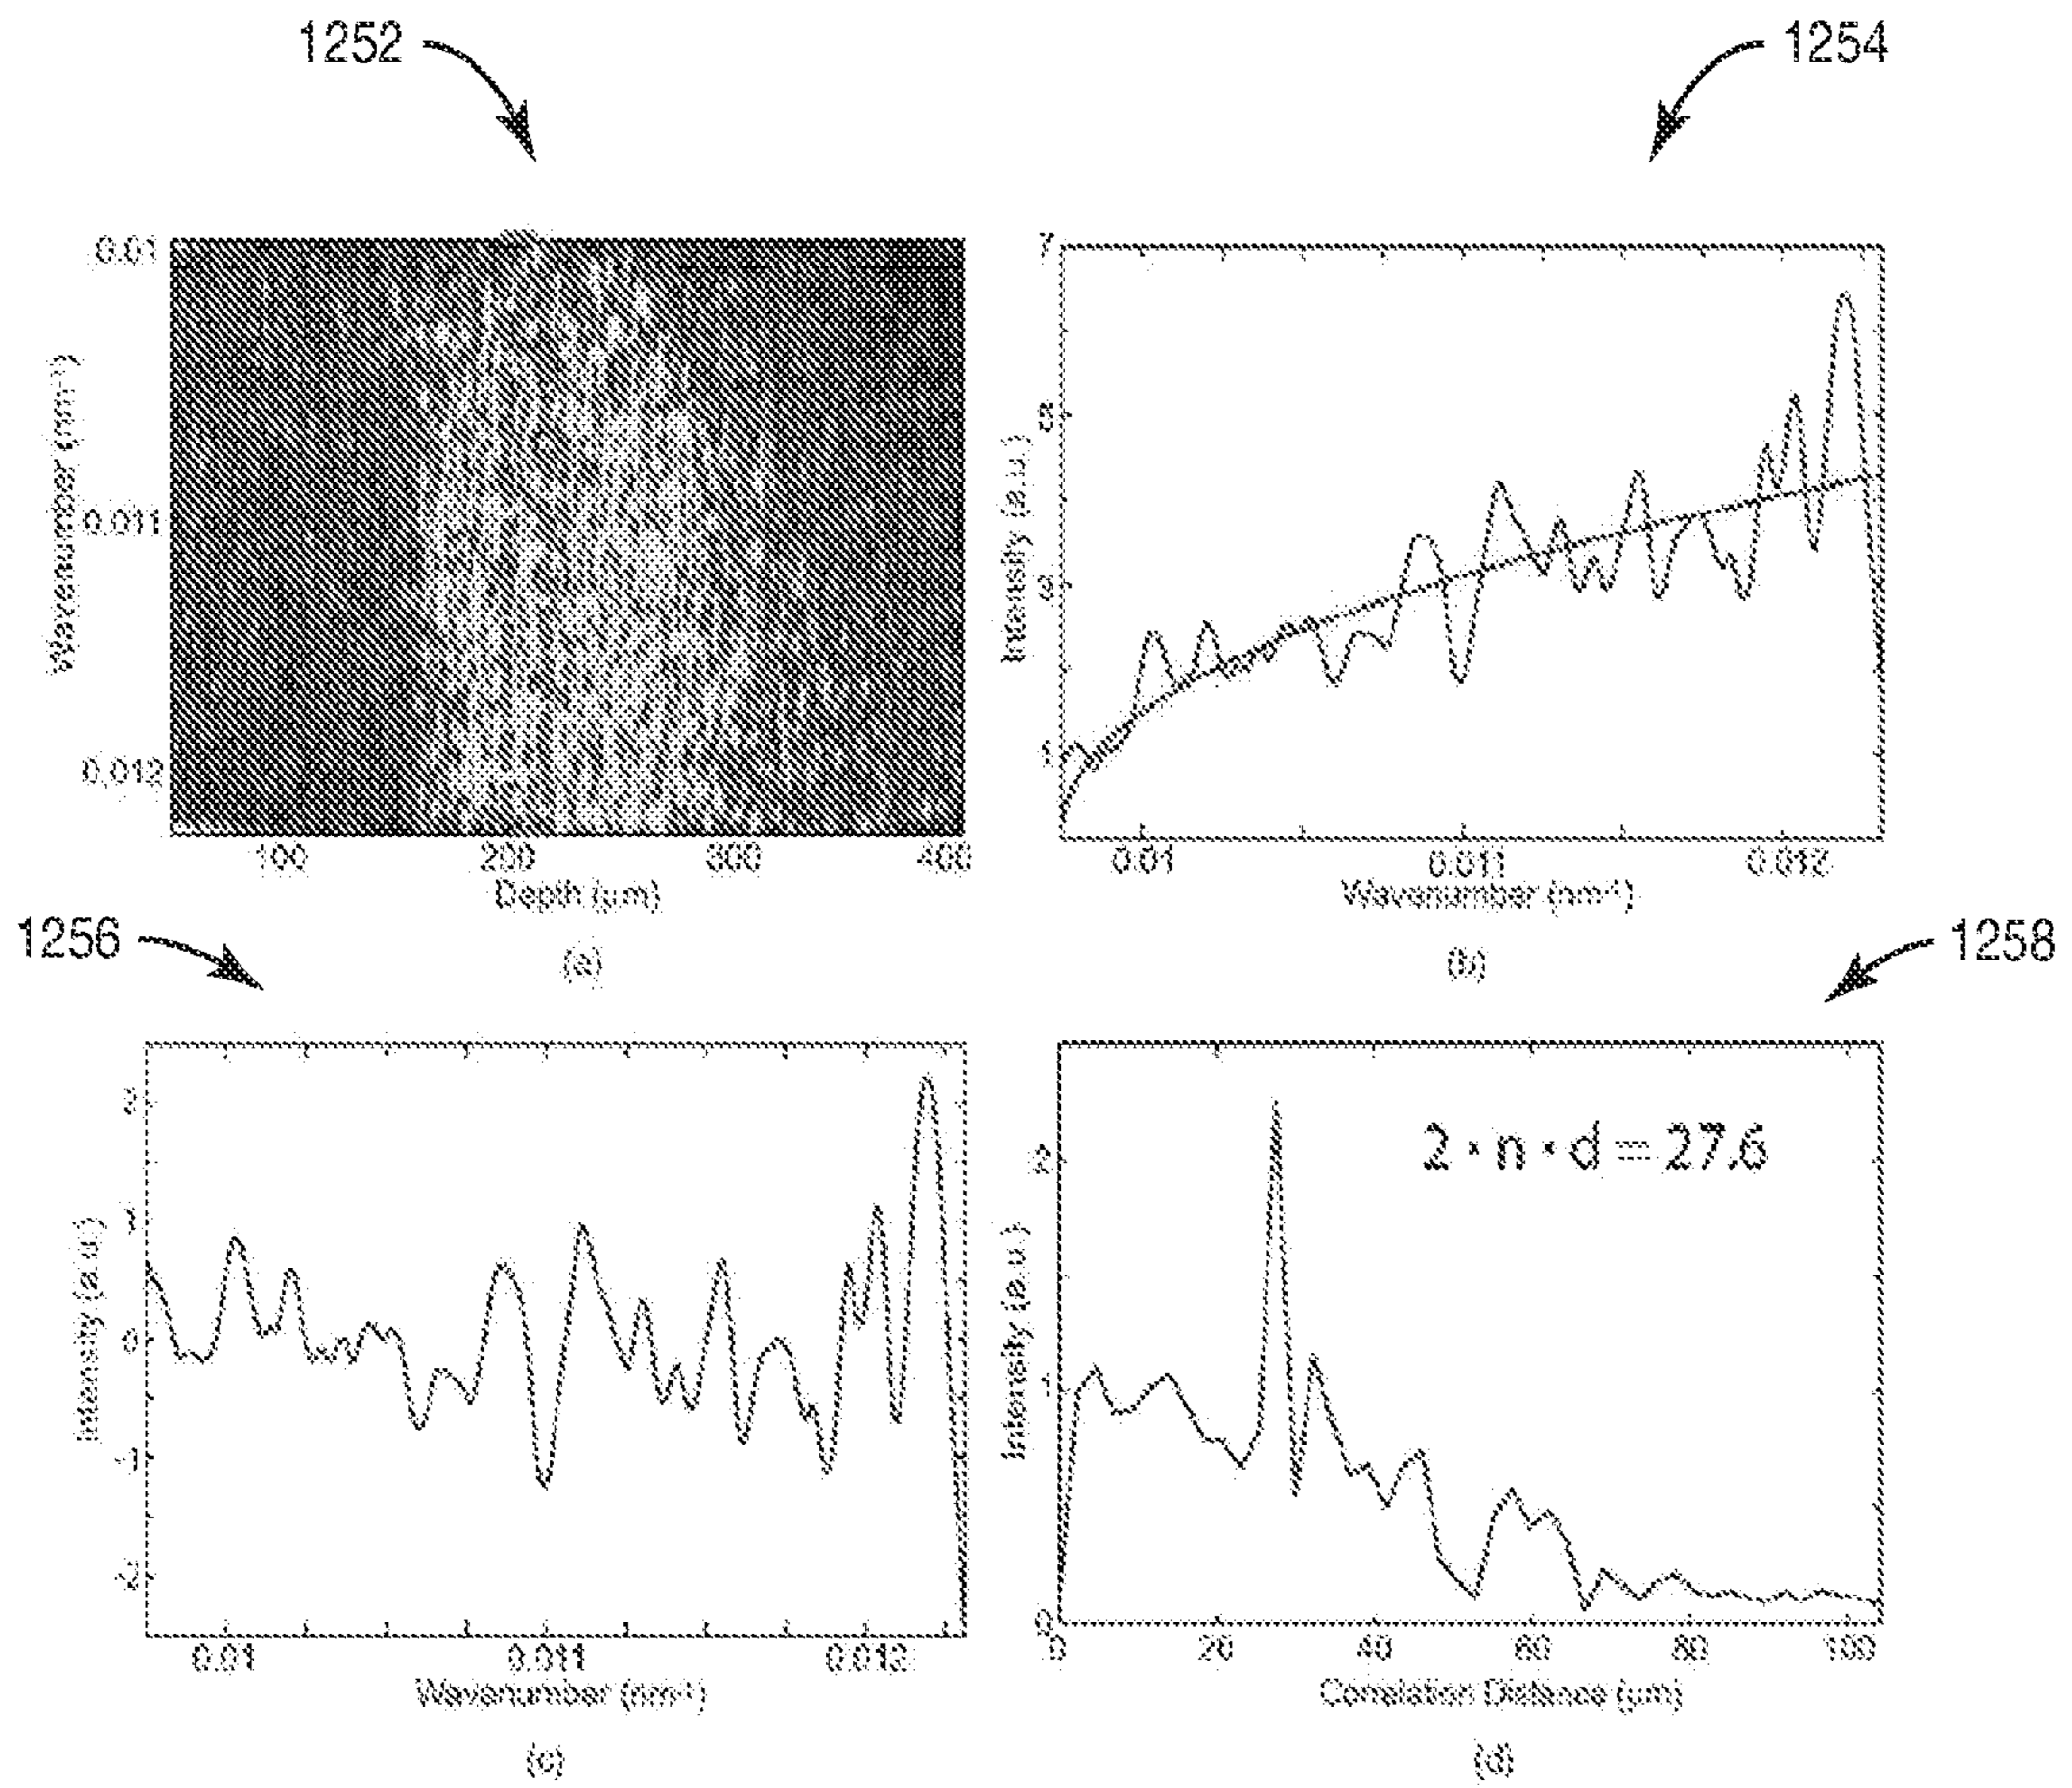 1252
1254
0.01
0.011
0.012
Wavenumber (nm⁻¹)
100 200 300 400
Depth (μm)
(a)
7
1
Intensity (a.u.)
0.01 0.011 0.012
Wavenumber (nm⁻¹)
(b)
1256
1258
2
1
0
-1
-2
Intensity (a.u.)
0.01 0.011 0.012
Wavenumber (nm⁻¹)
(c)
2 · n · d = 27.6
2
1
0
Intensity (a.u.)
0 20 40 60 80 100
Correlation Distance (μm)
(d)